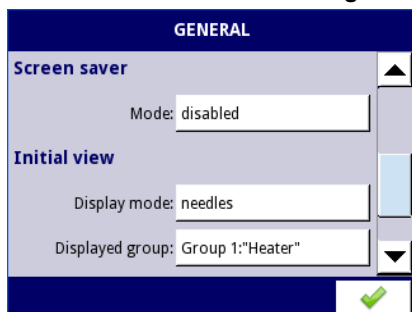 GENERAL
Screen saver
Mode: disabled
Initial view
Display mode: needles
Displayed group: Group 1:"Heater"